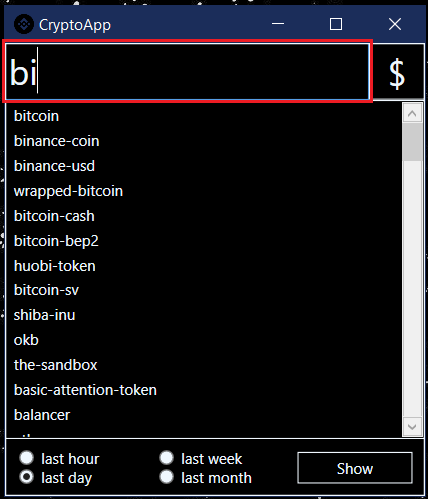 CryptoApp
bi
$
bitcoin
binance-coin
binance-usd
wrapped-bitcoin
bitcoin-cash
bitcoin-bep2
huobi-token
bitcoin-sv
shiba-inu
okb
the-sandbox
basic-attention-token
balancer
last hour
last week
last day
last month
Show